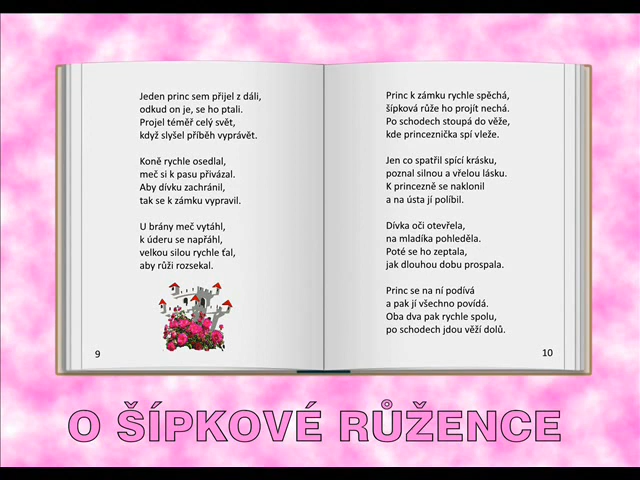 Jeden princ sem přijel z dáli,
odkud on je, se ho ptali.
Projel téměř celý svět,
když slyšel příběh vyprávět.
Koně rychle osedlal,
meč si k pasu přivázal.
Aby dívku zachránil,
tak se k zámku vypravil.
U brány meč vytáhl,
k úderu se napřáhl,
velkou silou rychle ťal,
aby růži rozsekal.
9
Princ k zámku rychle spěchá,
šípková růže ho projít nechá.
Po schodech stoupá do věže,
kde princeznička spí vleže.
Jen co spatřil spící krásku,
poznal silnou a vřelou lásku.
K princezně se naklonil
a na ústa jí políbil.
Dívka oči otevřela,
na mladíka pohleděla.
Poté se ho zeptala,
jak dlouhou dobu prospala.
Princ se na ní podívá
a pak jí všechno povídá.
Oba dva pak rychle spolu,
po schodech jdou věží dolů.
10
O ŠÍPKOVÉ RŮŽENCE